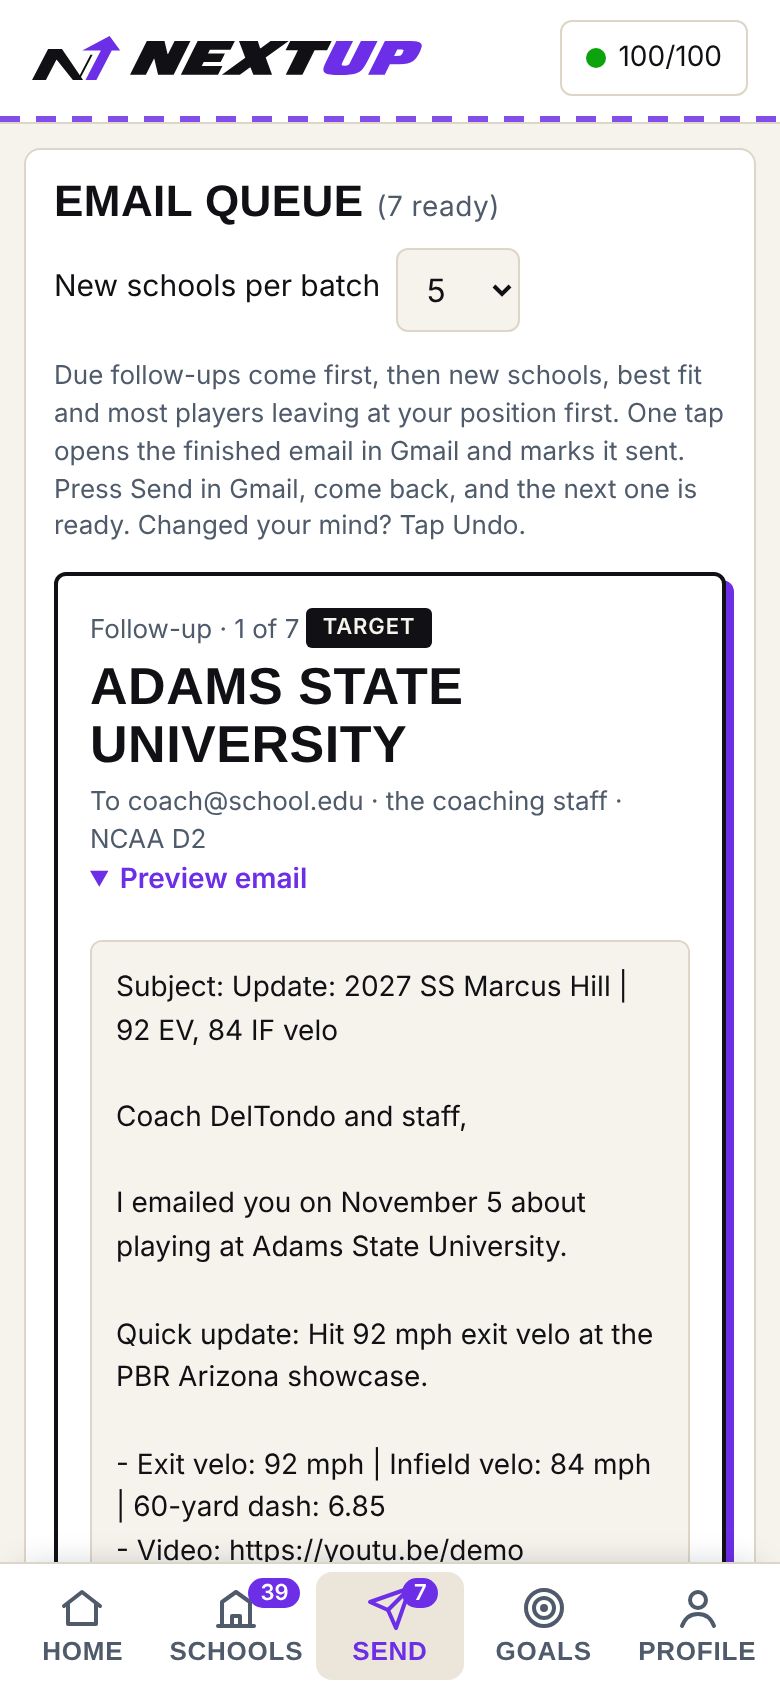 NEXTUP
100/100
EMAIL QUEUE (7 ready)
New schools per batch 5
Due follow-ups come first, then new schools, best fit
and most players leaving at your position first. One tap
opens the finished email in Gmail and marks it sent.
Press Send in Gmail, come back, and the next one is
ready. Changed your mind? Tap Undo.
Follow-up · 1 of 7 TARGET
ADAMS STATE
UNIVERSITY
To coach@school.edu · the coaching staff ·
NCAA D2
Preview email
Subject: Update: 2027 SS Marcus Hill |
92 EV, 84 IF velo
Coach DelTondo and staff,
I emailed you on November 5 about
playing at Adams State University.
Quick update: Hit 92 mph exit velo at the
PBR Arizona showcase.
- Exit velo: 92 mph | Infield velo: 84 mph
| 60-yard dash: 6.85
- Video: https://youtu.be/demo
39 7
HOME SCHOOLS SEND GOALS PROFILE